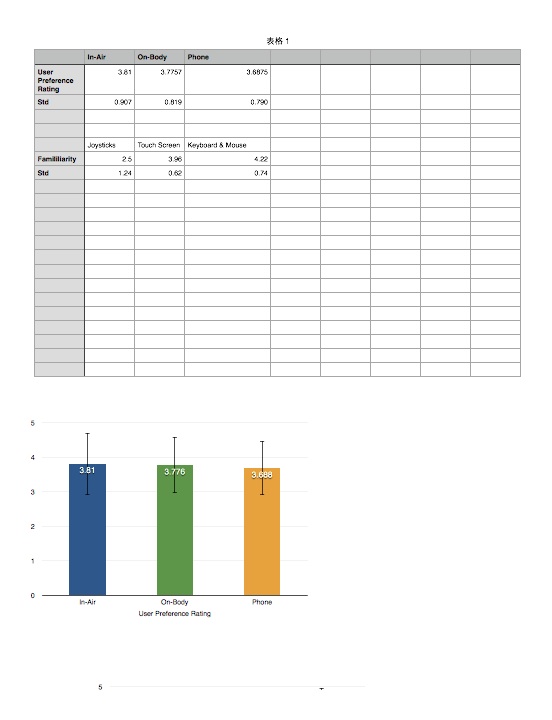 表格 1
In-Air On-Body Phone
User Preference Rating 3.81 3.7757 3.6875
Std 0.907 0.819 0.790
Joysticks Touch Screen Keyboard & Mouse
Famililiarity 2.5 3.96 4.22
Std 1.24 0.62 0.74
5
4
3
2
1
0
3.81 3.776 3.688
In-Air On-Body Phone
User Preference Rating
5